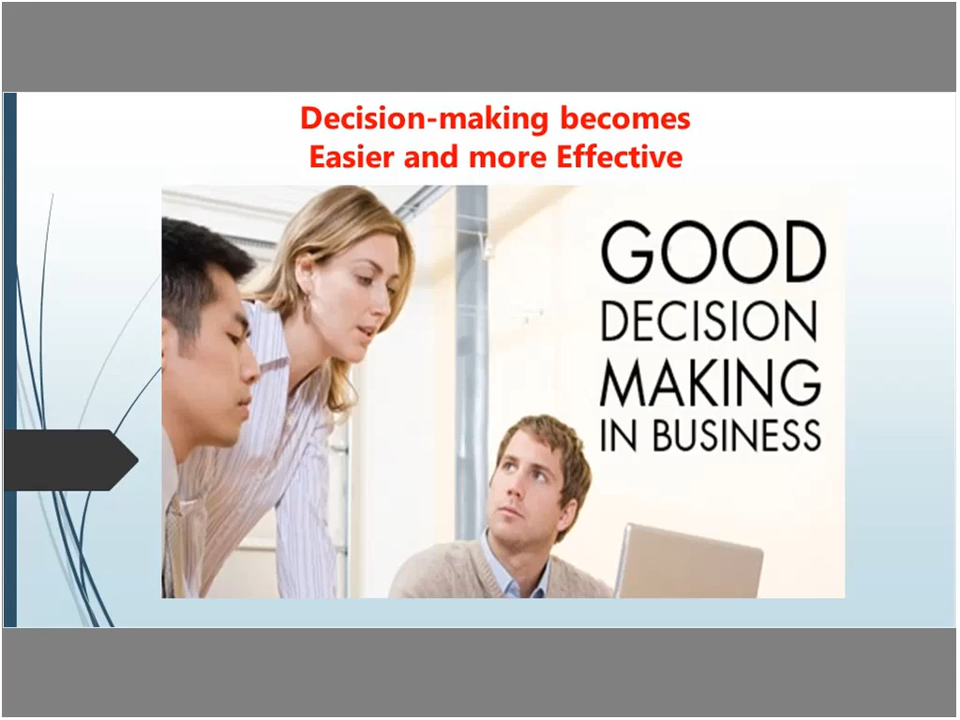 Decision-making becomes
Easier and more Effective
GOOD
DECISION
MAKING
IN BUSINESS